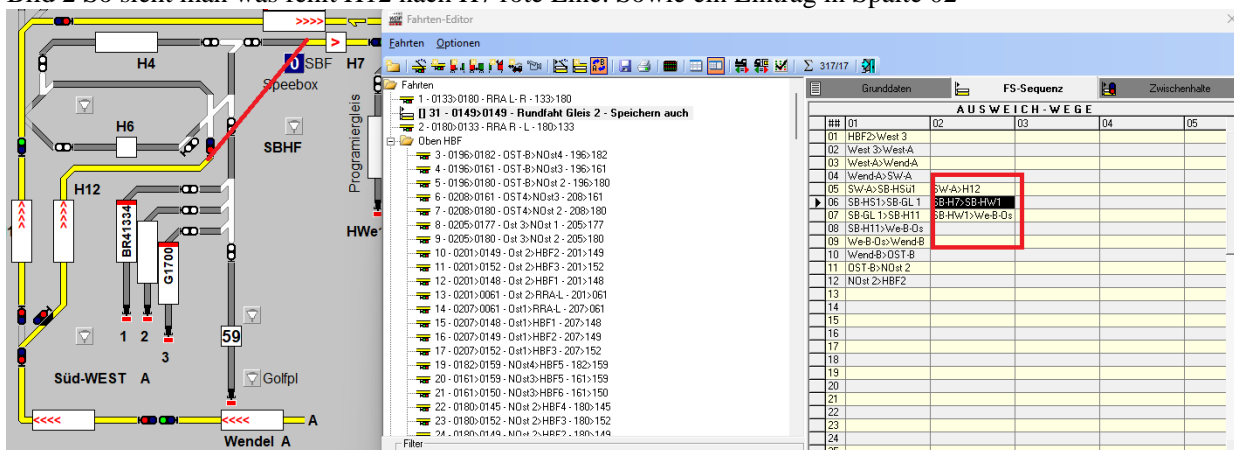 Bild 2 So sieht man was fehlt H12 nach H7 rote Line. Sowie ein Eintrag in Spalte 02
>>>>
H4
SBF H7
Speebox
>
H6
SBHF
Programiergleis
H12
>>>>
>>>>
BR41334
G1700
1 2
3
59
Süd-WEST A
Golfpl
<<<<
<<<<
A
Wendel A
Fahrten-Editor
Fahrten Optionen
Σ 317/17
Fahrten
1 - 0133>0180 - RRA L- R - 133>180
[] 31 - 0149>0149 - Rundfaht Gleis 2 - Speichern auch
2 - 0180>0133 - RRA R - L - 180>133
Oben HBF
3 - 0196>0182 - OST-B>NOst4 - 196>182
4 - 0196>0161 - OST-B>NOst3 - 196>161
5 - 0196>0180 - OST-B>NOst 2 - 196>180
6 - 0208>0161 - OST4>NOst3 - 208>161
7 - 0208>0180 - OST4>NOst 2 - 208>180
8 - 0205>0177 - Ost 3>NOst 1 - 205>177
9 - 0205>0180 - Ost 3>NOst 2 - 205>180
10 - 0201>0149 - Ost 2>HBF2 - 201>149
11 - 0201>0152 - Ost 2>HBF3 - 201>152
12 - 0201>0148 - Ost 2>HBF1 - 201>148
13 - 0201>0061 - Ost 2>RRA-L - 201>061
14 - 0207>0061 - Ost1>RRA-L - 207>061
15 - 0207>0148 - Ost1>HBF1 - 207>148
16 - 0207>0149 - Ost1>HBF2 - 207>149
17 - 0207>0152 - Ost1>HBF3 - 207>152
19 - 0182>0159 - NOst4>HBF5 - 182>159
20 - 0161>0159 - NOst3>HBF5 - 161>159
21 - 0161>0150 - NOst3>HBF6 - 161>150
22 - 0180>0145 - NOst 2>HBF4 - 180>145
23 - 0180>0152 - NOst 2>HBF3 - 180>152
24 - 0180>0149 - NOst 2>HBF2 - 180>149
Filter
Grunddaten FS-Sequenz Zwischenhalte
AUSWEICH-WEGE
## 01 02 03 04 05
01 HBF2>West 3
02 West 3>West-A
03 West-A>Wend-A
04 Wend-A>SW-A
05 SW-A>SB-HSü1 SW-A>H12
06 SB-HS1>SB-GL 1 SB-H7>SB-HW1
07 SB-GL 1>SB-H11 SB-HW1>We-B-Os
08 SB-H11>We-B-Os
09 We-B-Os>Wend-B
10 Wend-B>OST-B
11 OST-B>NOst 2
12 NOst 2>HBF2
13
14
15
16
17
18
19
20
21
22
23
24